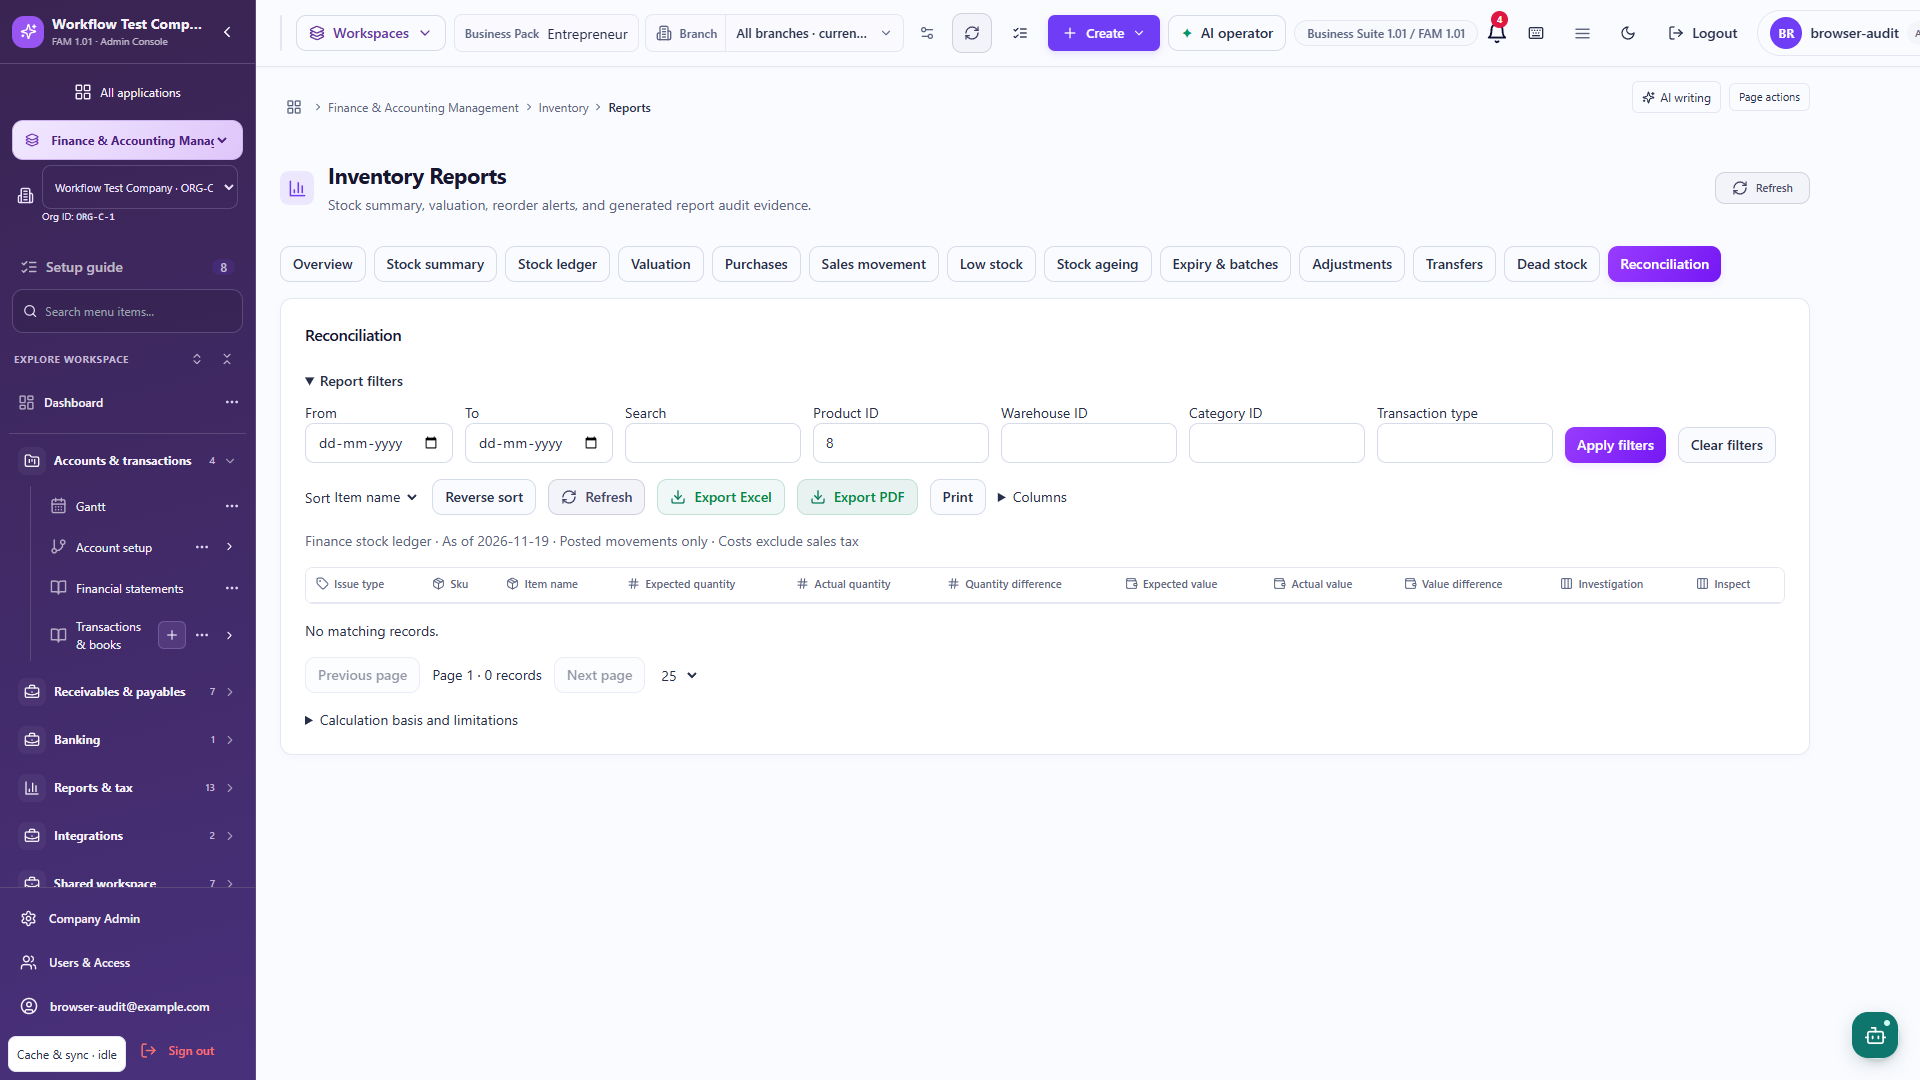 Workflow Test Comp...
FAM 1.01 · Admin Console
All applications
Finance & Accounting Manag
Workflow Test Company · ORG-C
Org ID: ORG-C-1
Setup guide 8
Search menu items...
EXPLORE WORKSPACE
Dashboard
Accounts & transactions 4
Gantt
Account setup
Financial statements
Transactions
& books
Receivables & payables 7
Banking 1
Reports & tax 13
Integrations 2
Shared workspace 7
Company Admin
Users & Access
browser-audit@example.com
Cache & sync · idle
Sign out
Workspaces
Business Pack Entrepreneur
Branch All branches · curren...
Create
AI operator
Business Suite 1.01 / FAM 1.01
4
Logout
BR browser-audit
Finance & Accounting Management > Inventory > Reports
AI writing
Page actions
Inventory Reports
Stock summary, valuation, reorder alerts, and generated report audit evidence.
Refresh
Overview Stock summary Stock ledger Valuation Purchases Sales movement Low stock Stock ageing Expiry & batches Adjustments Transfers Dead stock Reconciliation
Reconciliation
Report filters
From To Search Product ID Warehouse ID Category ID Transaction type
dd-mm-yyyy dd-mm-yyyy 8 Apply filters Clear filters
Sort Item name Reverse sort Refresh Export Excel Export PDF Print Columns
Finance stock ledger · As of 2026-11-19 · Posted movements only · Costs exclude sales tax
Issue type Sku Item name Expected quantity Actual quantity Quantity difference Expected value Actual value Value difference Investigation Inspect
No matching records.
Previous page Page 1 · 0 records Next page 25
Calculation basis and limitations